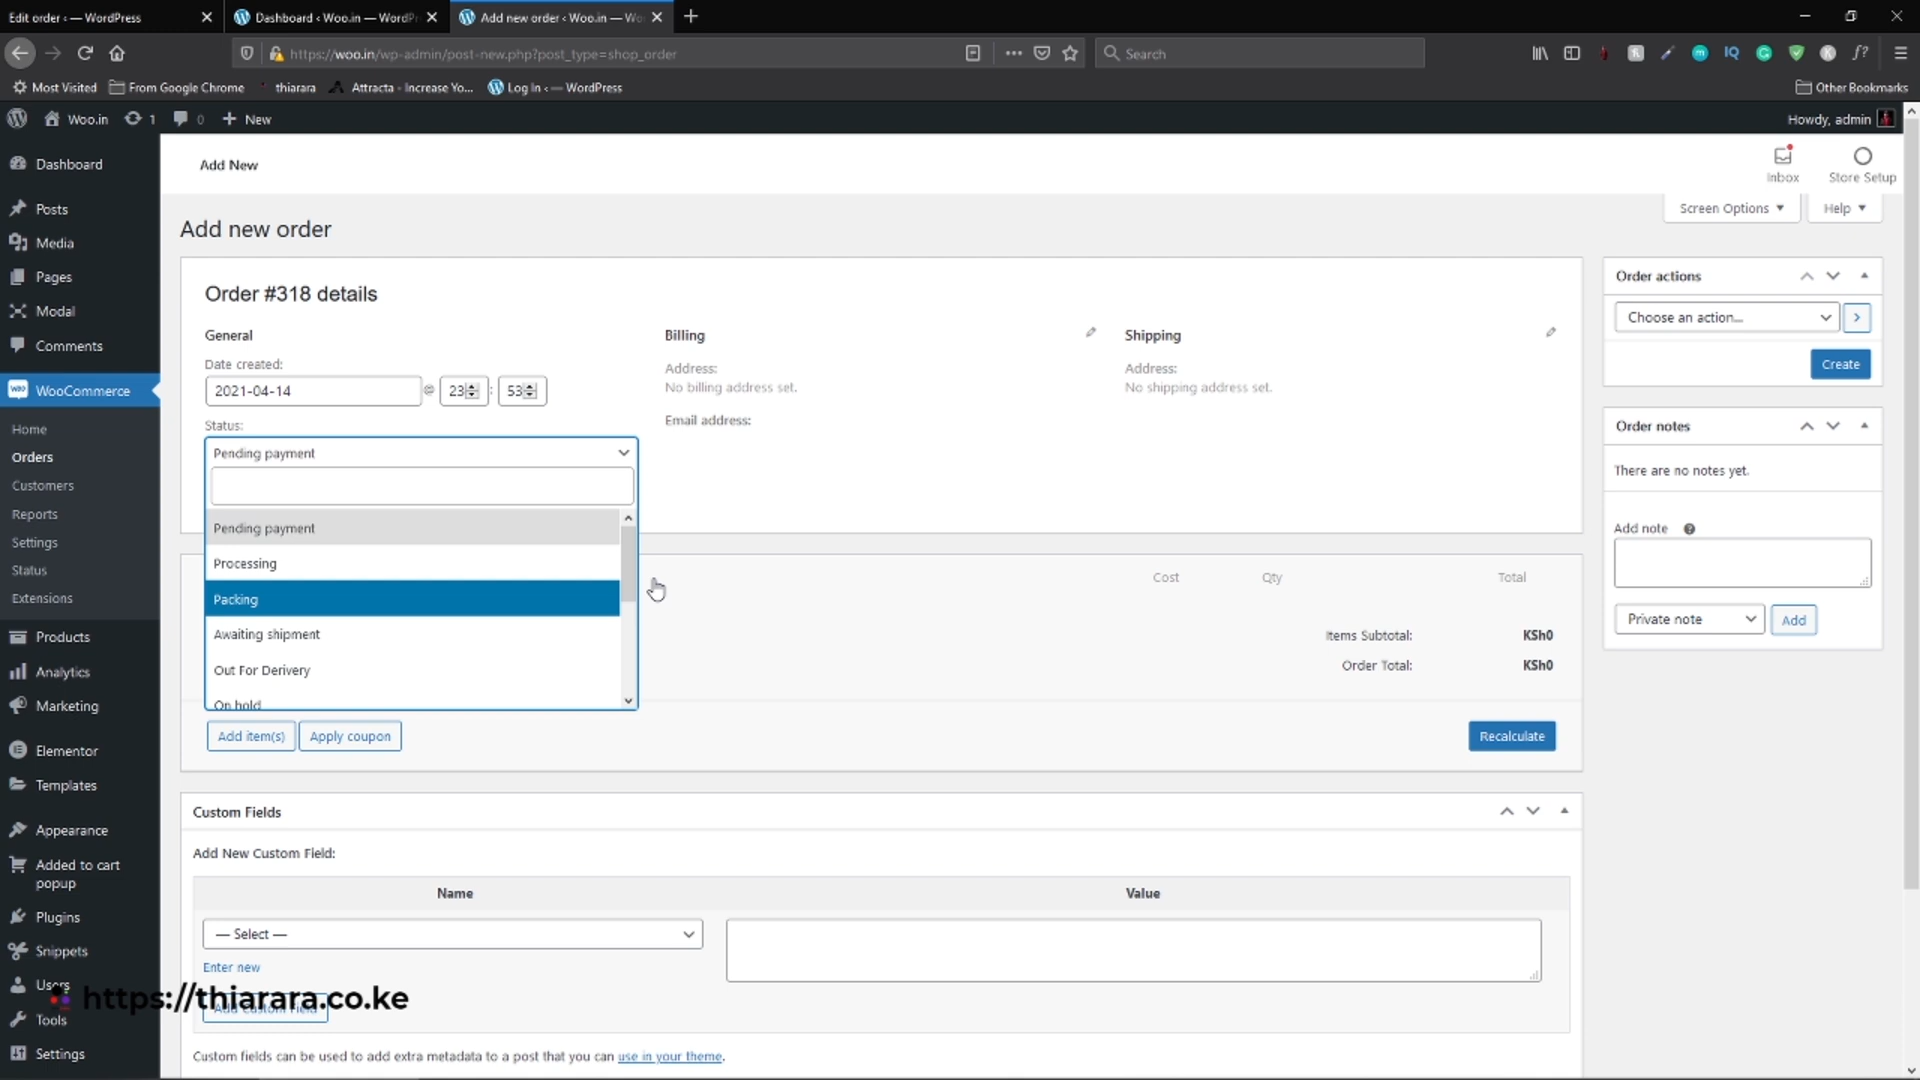 Edit order ‹ — WordPress
Dashboard ‹ Woo.in — WordPr
Add new order ‹ Woo.in — Wo
https://woo.in/wp-admin/post-new.php?post_type=shop_order
Search
Most Visited
From Google Chrome
thiarara
Attracta - Increase Yo...
Log In ‹ — WordPress
Other Bookmarks
Woo.in
1
0
New
Howdy, admin
Dashboard
Posts
Media
Pages
Modal
Comments
WooCommerce
Home
Orders
Customers
Reports
Settings
Status
Extensions
Products
Analytics
Marketing
Elementor
Templates
Appearance
Added to cart
popup
Plugins
Snippets
Users
Tools
Settings
Add New
Inbox
Store Setup
Screen Options
Help
Add new order
Order #318 details
General
Date created:
2021-04-14 @ 23 : 53
Status:
Pending payment
Pending payment
Processing
Packing
Awaiting shipment
Out For Derivery
On hold
Billing
Address:
No billing address set.
Email address:
Shipping
Address:
No shipping address set.
Cost
Qty
Total
Items Subtotal:
KSh0
Order Total:
KSh0
Add item(s)
Apply coupon
Recalculate
Custom Fields
Add New Custom Field:
Name
Value
— Select —
Enter new
Add Custom Field
Custom fields can be used to add extra metadata to a post that you can use in your theme.
Order actions
Choose an action...
Create
Order notes
There are no notes yet.
Add note
Private note
Add
https://thiarara.co.ke